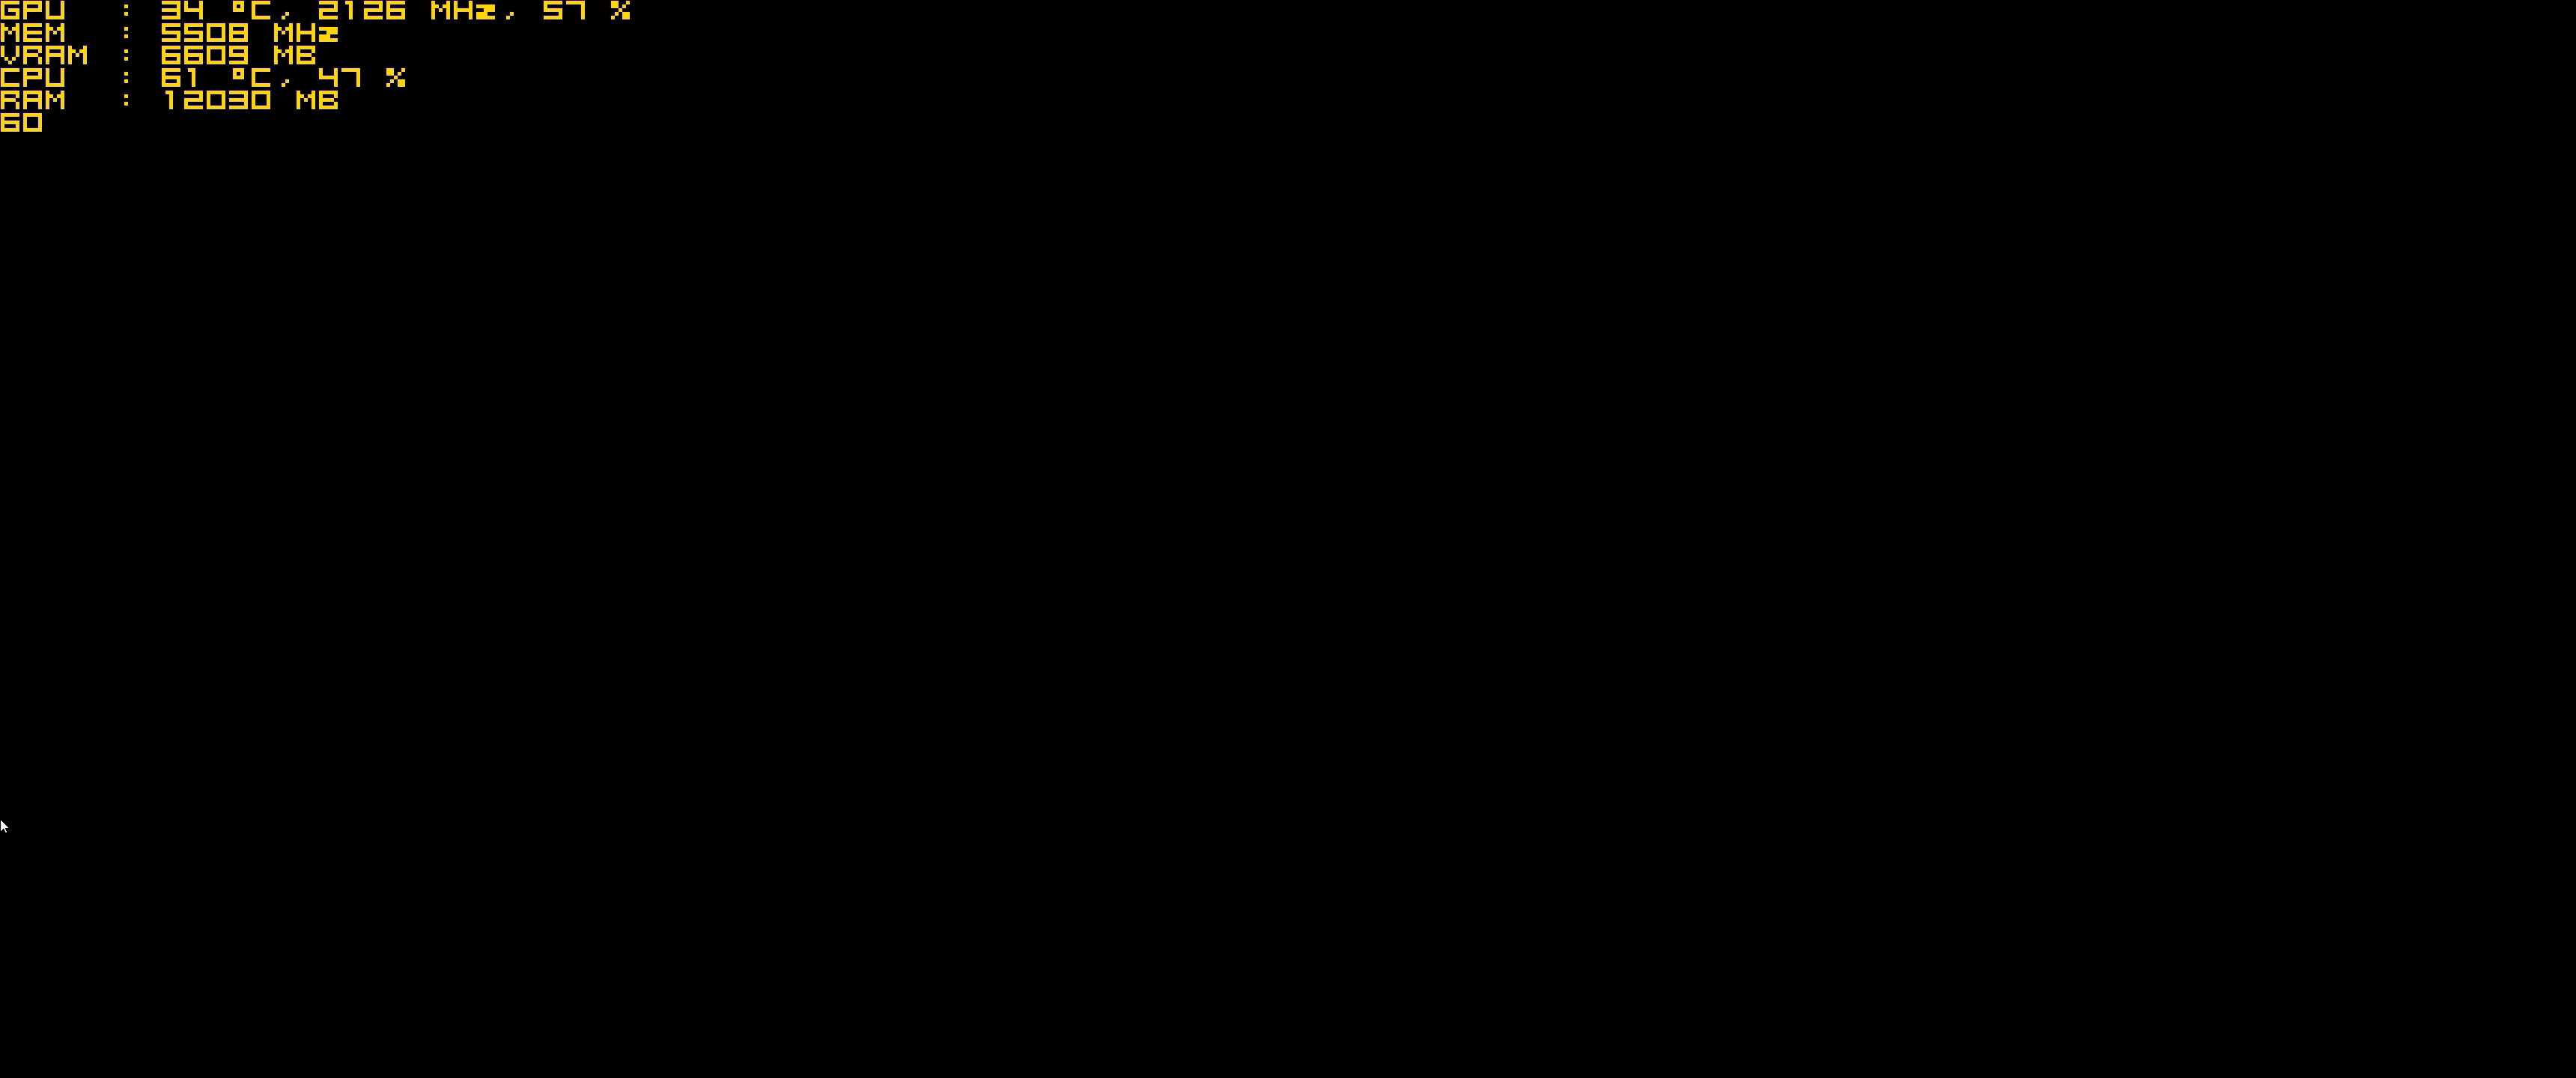 GPU : 34 °C, 2126 MHz, 57 %
MEM : 5508 MHz
VRAM : 6609 MB
CPU : 61 °C, 47 %
RAM : 12030 MB
60